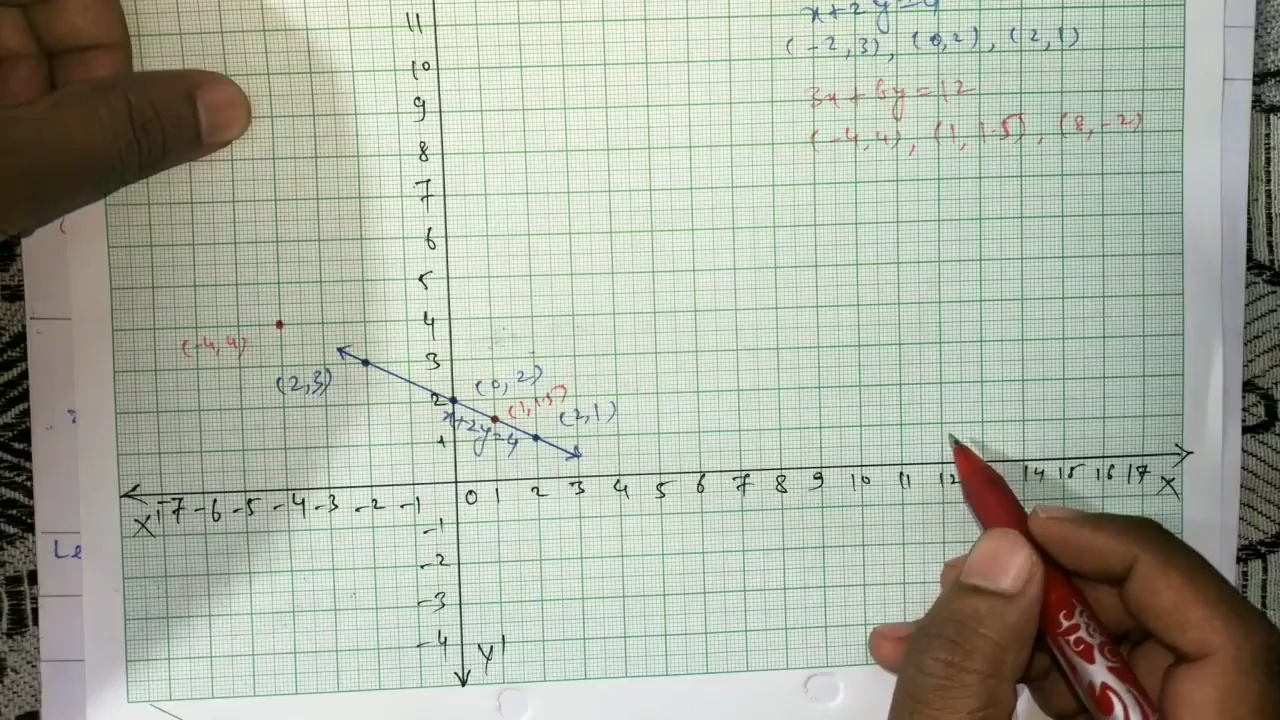 x+2y=4
(-2,3), (0,2), (2,1)
3x+6y=12
(-4,4), (1,1.5), (8,-2)
11
10
9
8
7
6
5
4
(-4,4)
3
(2,3)
(0,2)
2
(1,1.5)
(2,1)
x+2y=4
1
X' -7 -6 -5 -4 -3 -2 -1 0 1 2 3 4 5 6 7 8 9 10 11 12 14 15 16 17 X
-1
-2
Le
-3
-4
Y'